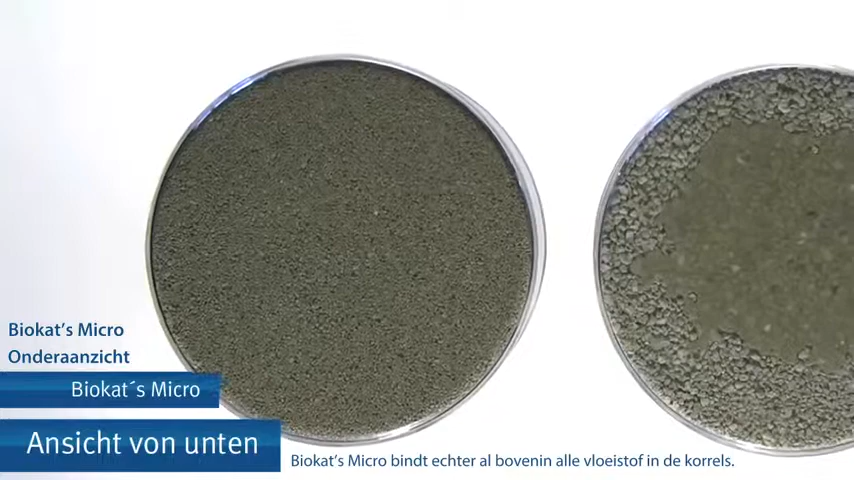 Biokat's Micro
Onderaanzicht
Biokat´s Micro
Ansicht von unten
Biokat's Micro bindt echter al bovenin alle vloeistof in de korrels.